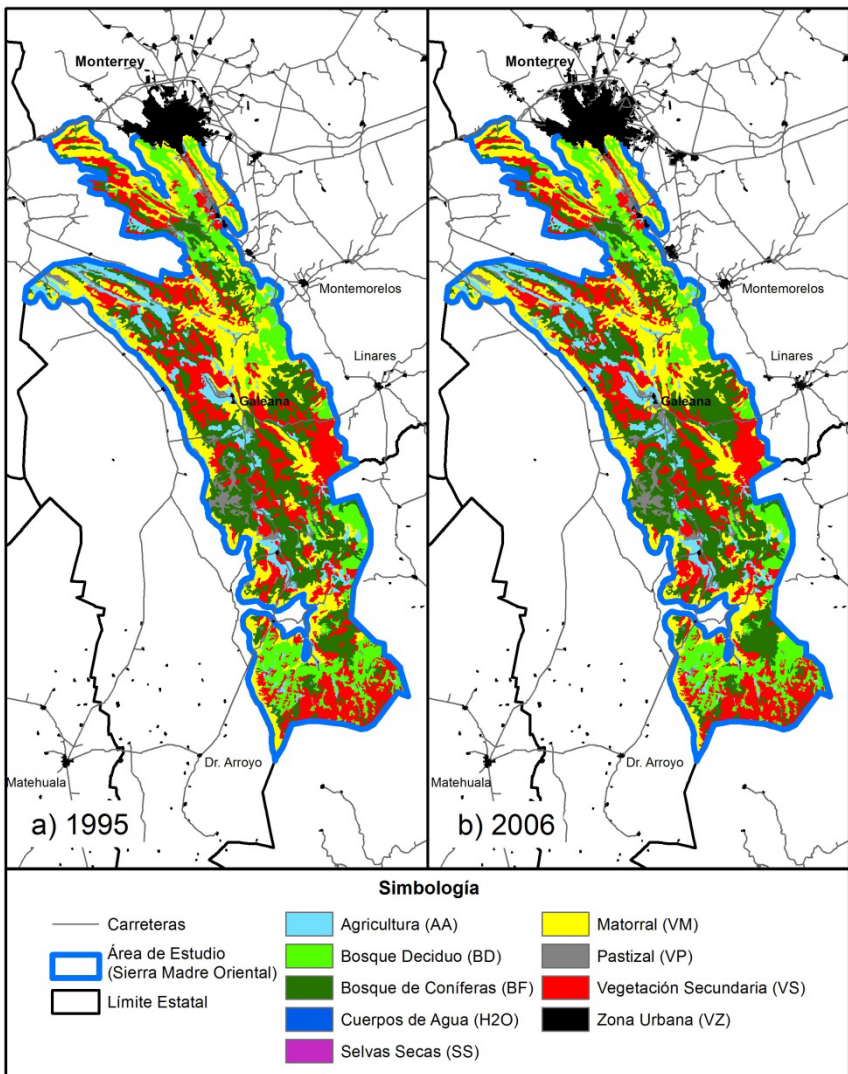 Monterrey
Montemorelos
Linares
Galeana
Matehuala
Dr. Arroyo
a) 1995
Monterrey
Montemorelos
Linares
Galeana
Matehuala
Dr. Arroyo
b) 2006
Simbología
Carreteras
Área de Estudio
(Sierra Madre Oriental)
Límite Estatal
Agricultura (AA)
Bosque Deciduo (BD)
Bosque de Coníferas (BF)
Cuerpos de Agua (H2O)
Selvas Secas (SS)
Matorral (VM)
Pastizal (VP)
Vegetación Secundaria (VS)
Zona Urbana (VZ)